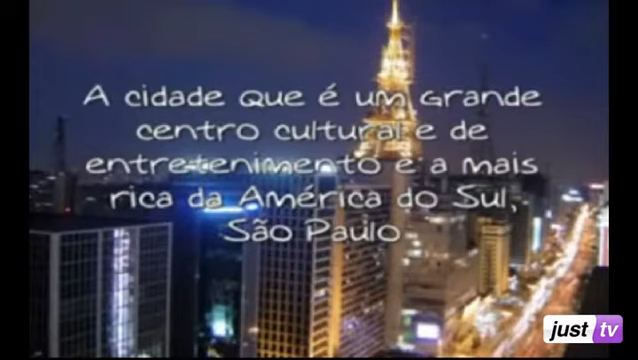 A cidade que é um grande
centro cultural e de
entretenimento e a mais
rica da América do Sul,
São Paulo
just tv